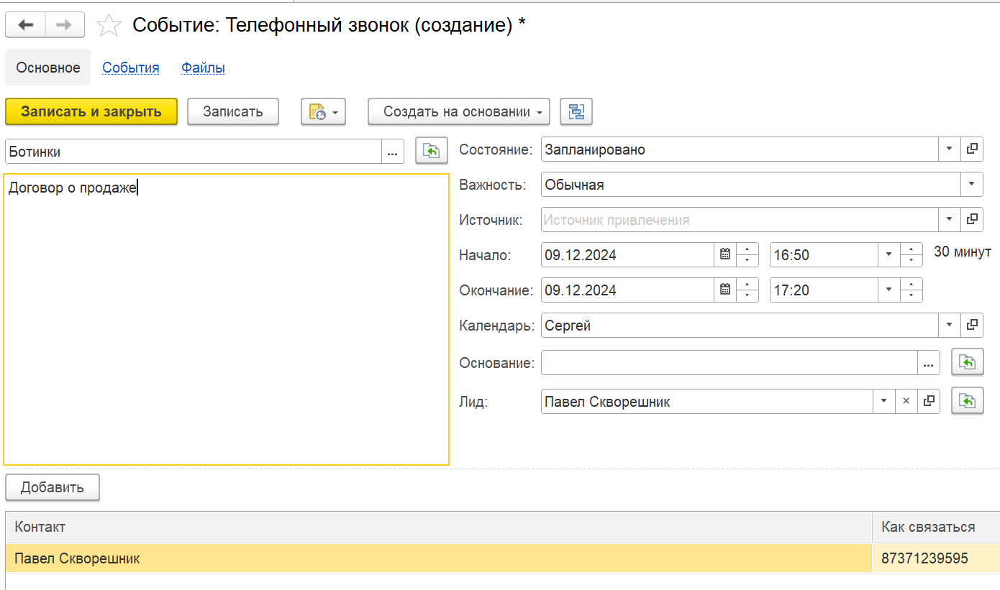 Событие: Телефонный звонок (создание) *
Основное События Файлы
Записать и закрыть Записать Создать на основании
Ботинки ...
Договор о продаже
Состояние: Запланировано
Важность: Обычная
Источник: Источник привлечения
Начало: 09.12.2024 16:50 30 минут
Окончание: 09.12.2024 17:20
Календарь: Сергей
Основание: ...
Лид: Павел Скворешник ×
Добавить
Контакт Как связаться
Павел Скворешник 87371239595